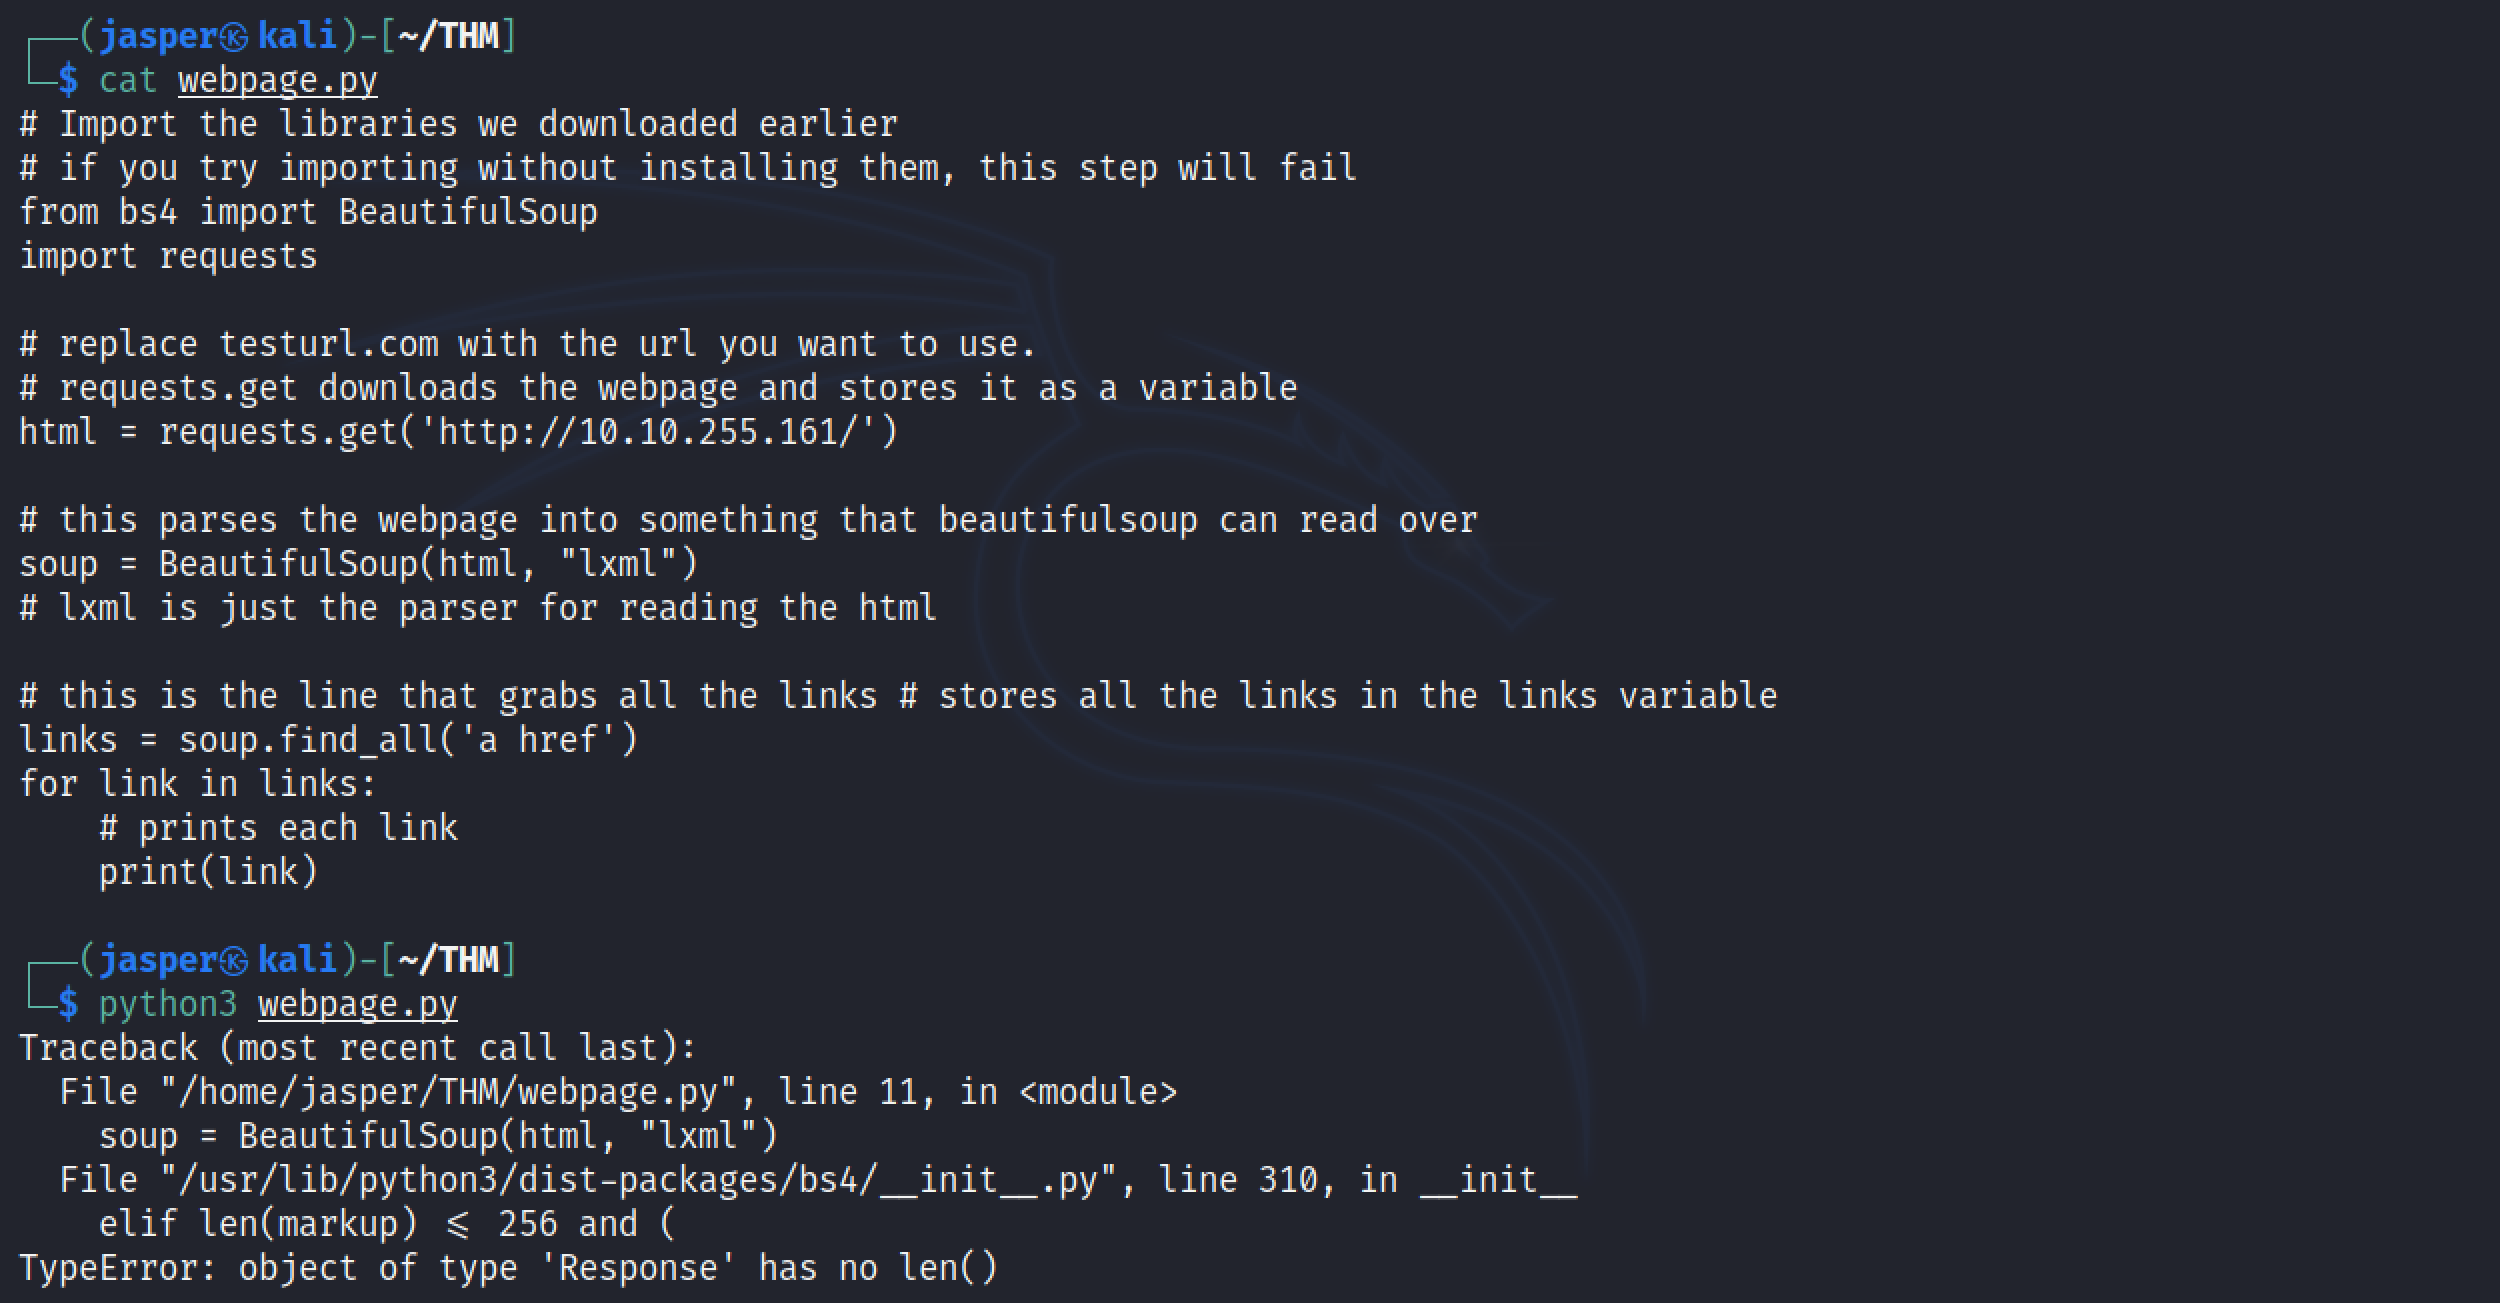 ┌──(jasper㉿kali)-[~/THM]
└─$ cat webpage.py
# Import the libraries we downloaded earlier
# if you try importing without installing them, this step will fail
from bs4 import BeautifulSoup
import requests

# replace testurl.com with the url you want to use.
# requests.get downloads the webpage and stores it as a variable
html = requests.get('http://10.10.255.161/')

# this parses the webpage into something that beautifulsoup can read over
soup = BeautifulSoup(html, "lxml")
# lxml is just the parser for reading the html

# this is the line that grabs all the links # stores all the links in the links variable
links = soup.find_all('a href')
for link in links:
    # prints each link
    print(link)

┌──(jasper㉿kali)-[~/THM]
└─$ python3 webpage.py
Traceback (most recent call last):
  File "/home/jasper/THM/webpage.py", line 11, in <module>
    soup = BeautifulSoup(html, "lxml")
  File "/usr/lib/python3/dist-packages/bs4/__init__.py", line 310, in __init__
    elif len(markup) <= 256 and (
TypeError: object of type 'Response' has no len()